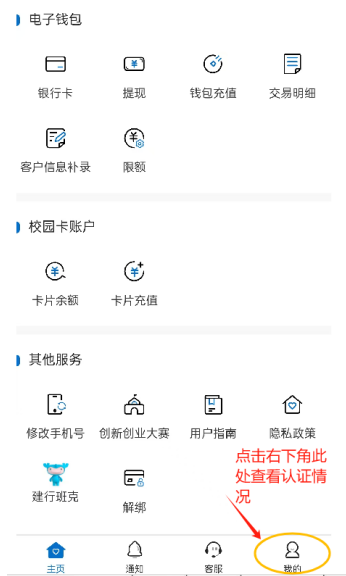 电子钱包
银行卡 提现 钱包充值 交易明细
客户信息补录 限额
校园卡账户
卡片余额 卡片充值
其他服务
修改手机号 创新创业大赛 用户指南 隐私政策
点击右下角此
处查看认证情
况
建行班克 解绑
主页 通知 客服 我的